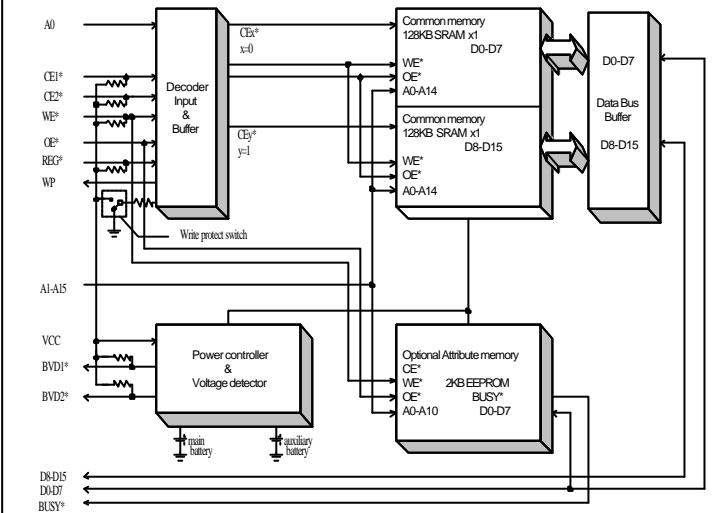 A0
CE1*
CE2*
WE*
OE*
REG*
WP
Decoder
Input
&
Buffer
CEx*
x=0
CEy*
y=1
Common memory
128KB SRAM x1
D0-D7
WE*
OE*
A0-A14
Common memory
128KB SRAM x1
D8-D15
WE*
OE*
A0-A14
D0-D7
Data Bus
Buffer
D8-D15
Write protect switch
A1-A15
VCC
BVD1*
BVD2*
Power controller
&
Voltage detector
main
battery
auxiliary
battery
Optional Attribute memory
CE*
WE* 2KB EEPROM
OE* BUSY*
A0-A10 D0-D7
D8-D15
D0-D7
BUSY*